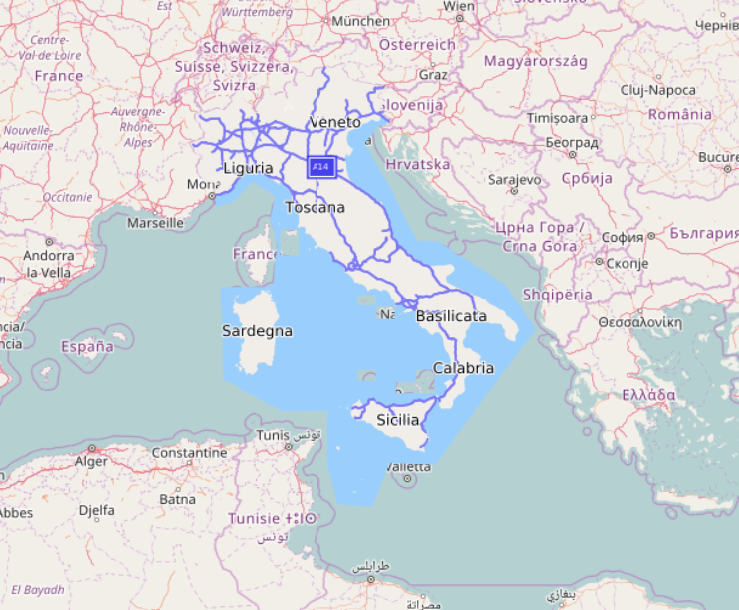 Est
Württemberg
München
Wien
Slovensko
Чернів
Centre-
Val de Loire
France
Schweiz,
Suisse, Svizzera,
Svizra
Österreich
Graz
Magyarország
Cluj-Napoca
România
Auvergne-
Rhône-
Alpes
Nouvelle-
Aquitaine
Slovenija
Veneto
Timișoara
Београд
Bucure
Liguria
A14
Hrvatska
Sarajevo
Србија
Occitanie
Mona
Marseille
Toscana
Црна Гора /
Crna Gora
София
България
Скопје
Andorra
la Vella
France
Shqipëria
Sardegna
Basilicata
Θεσσαλονίκη
España
Calabria
Ελλάδα
Sicilia
Tunis تونس
Alger
Constantine
Valletta
Batna
Djelfa
Abbes
Tunisie ⵜⵓⵏⵙ
تونس
El Bayadh
طرابلس
مصراتة
بنغازي